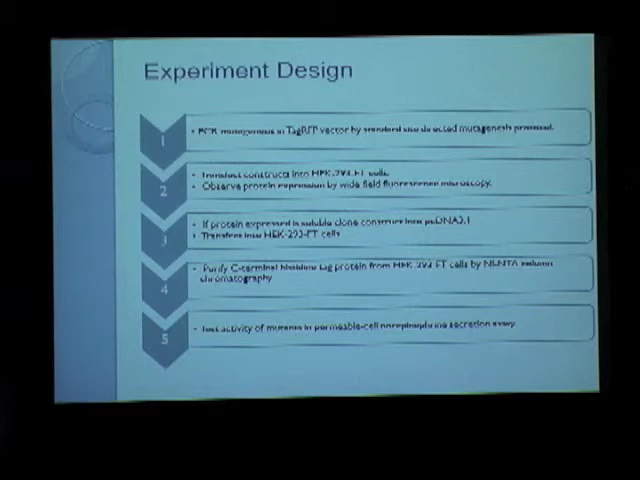 Experiment Design
1
• PCR mutagenesis in TagRFP vector by standard site directed mutagenesis protocol.
2
• Transfect constructs into HEK-293-FT cells.
• Observe protein expression by wide field fluorescence microscopy.
3
• If protein expressed is soluble clone construct into pcDNA3.1
• Transfect into HEK-293-FT cells
4
• Purify C-terminal histidine tag protein from HEK-293-FT cells by Ni-NTA column
chromatography
5
• Test activity of mutants in permeable-cell norepinephrine secretion assay